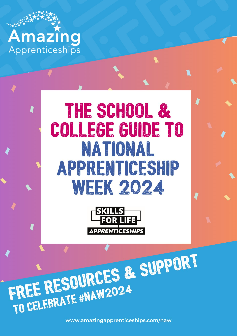 Amazing
Apprenticeships
THE SCHOOL &
COLLEGE GUIDE TO
NATIONAL
APPRENTICESHIP
WEEK 2024
SKILLS
FOR LIFE
APPRENTICESHIPS
FREE RESOURCES & SUPPORT
TO CELEBRATE #NAW2024
www.amazingapprenticeships.com/naw